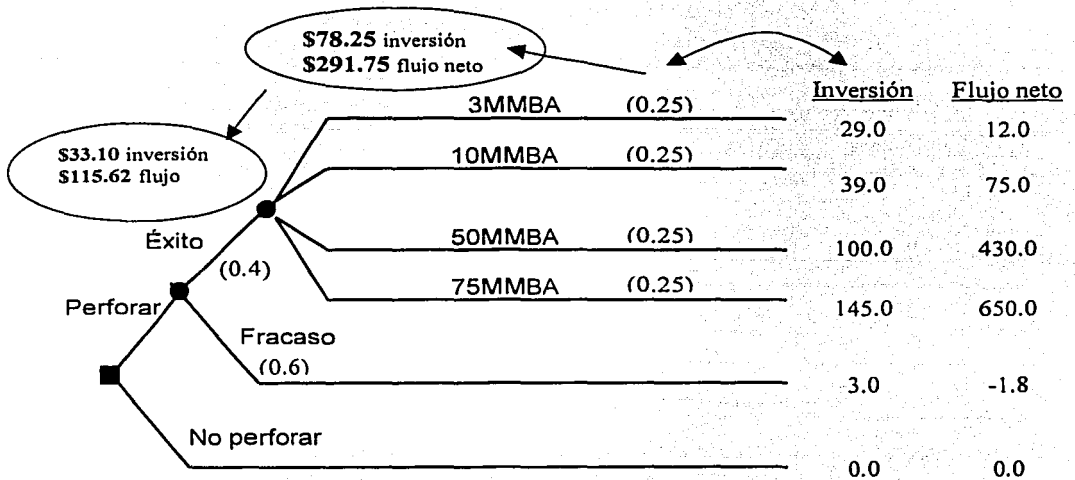 $78.25 inversión
$291.75 flujo neto
Inversión Flujo neto
3MMBA (0.25) 29.0 12.0
$33.10 inversión
$115.62 flujo
10MMBA (0.25) 39.0 75.0
Éxito
(0.4)
50MMBA (0.25) 100.0 430.0
75MMBA (0.25) 145.0 650.0
Perforar
Fracaso
(0.6) 3.0 -1.8
No perforar 0.0 0.0